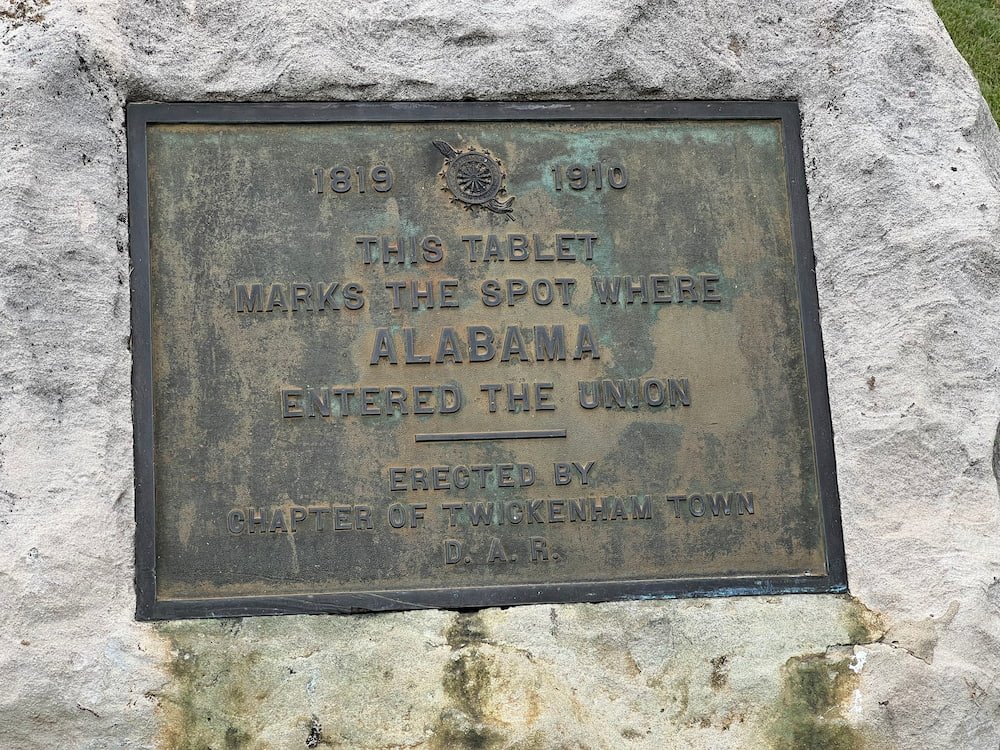 1819 1910
THIS TABLET
MARKS THE SPOT WHERE
ALABAMA
ENTERED THE UNION
ERECTED BY
CHAPTER OF TWICKENHAM TOWN
D. A. R.